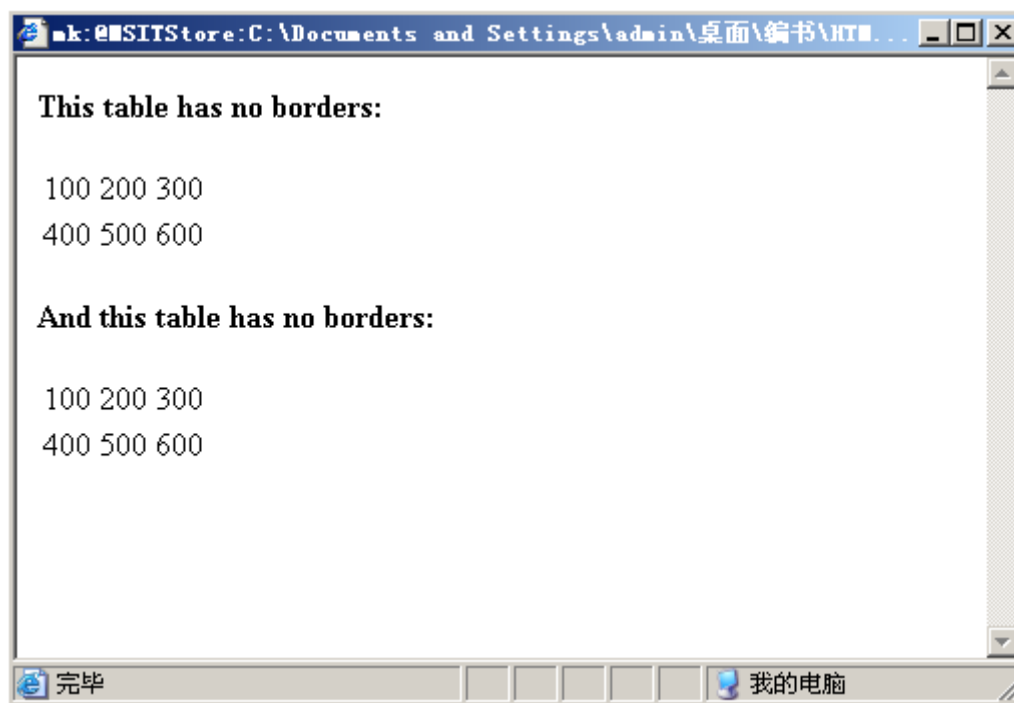 mk:@MSITStore:C:\Documents and Settings\admin\桌面\编书\HTM...
This table has no borders:
100 200 300
400 500 600
And this table has no borders:
100 200 300
400 500 600
完毕
我的电脑